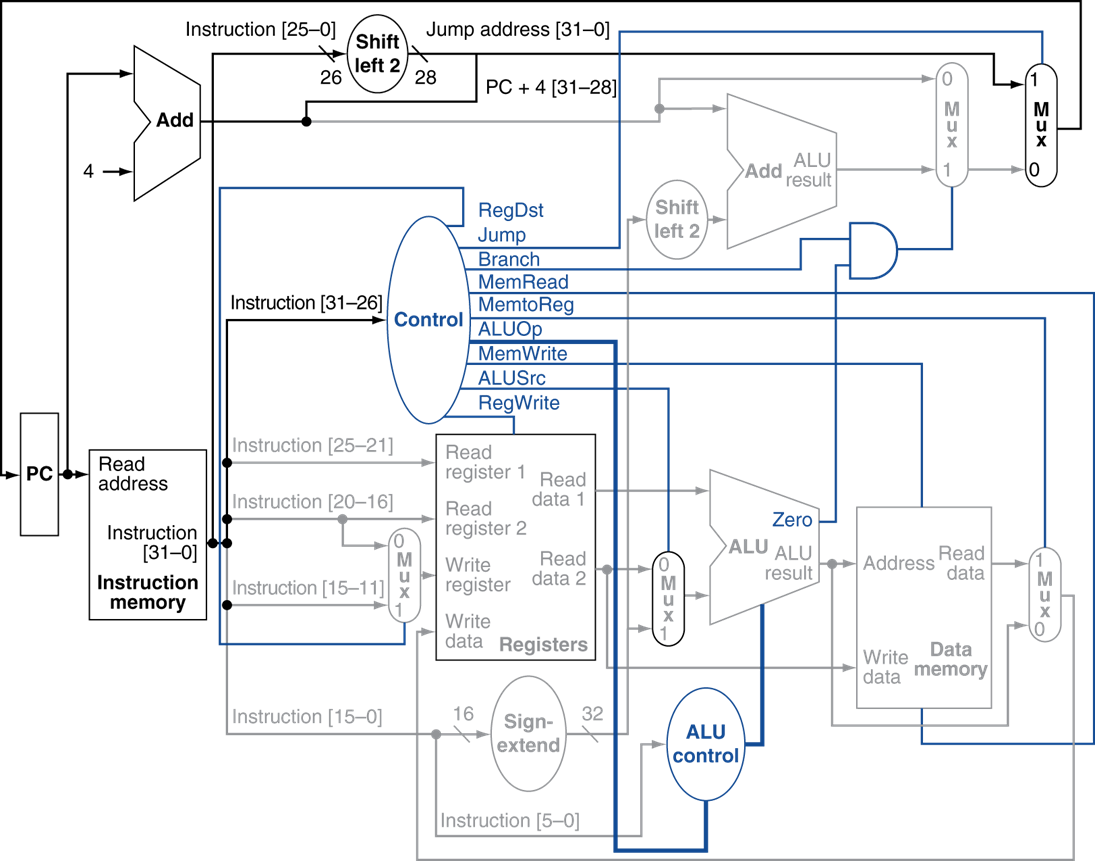 Instruction [25–0]
Shift
left 2
Jump address [31–0]
26
28
PC + 4 [31–28]
Add
4
0
M
u
x
1
1
M
u
x
0
Add
ALU
result
Shift
left 2
RegDst
Jump
Branch
MemRead
MemtoReg
ALUOp
MemWrite
ALUSrc
RegWrite
Control
Instruction [31–26]
PC
Read
address
Instruction
[31–0]
Instruction
memory
Instruction [25–21]
Instruction [20–16]
Instruction [15–11]
0
M
u
x
1
Read
register 1
Read
register 2
Write
register
Write
data
Read
data 1
Read
data 2
Registers
0
M
u
x
1
Zero
ALU
ALU
result
Address
Read
data
Write
data
Data
memory
1
M
u
x
0
Instruction [15–0]
16
Sign-
extend
32
ALU
control
Instruction [5–0]